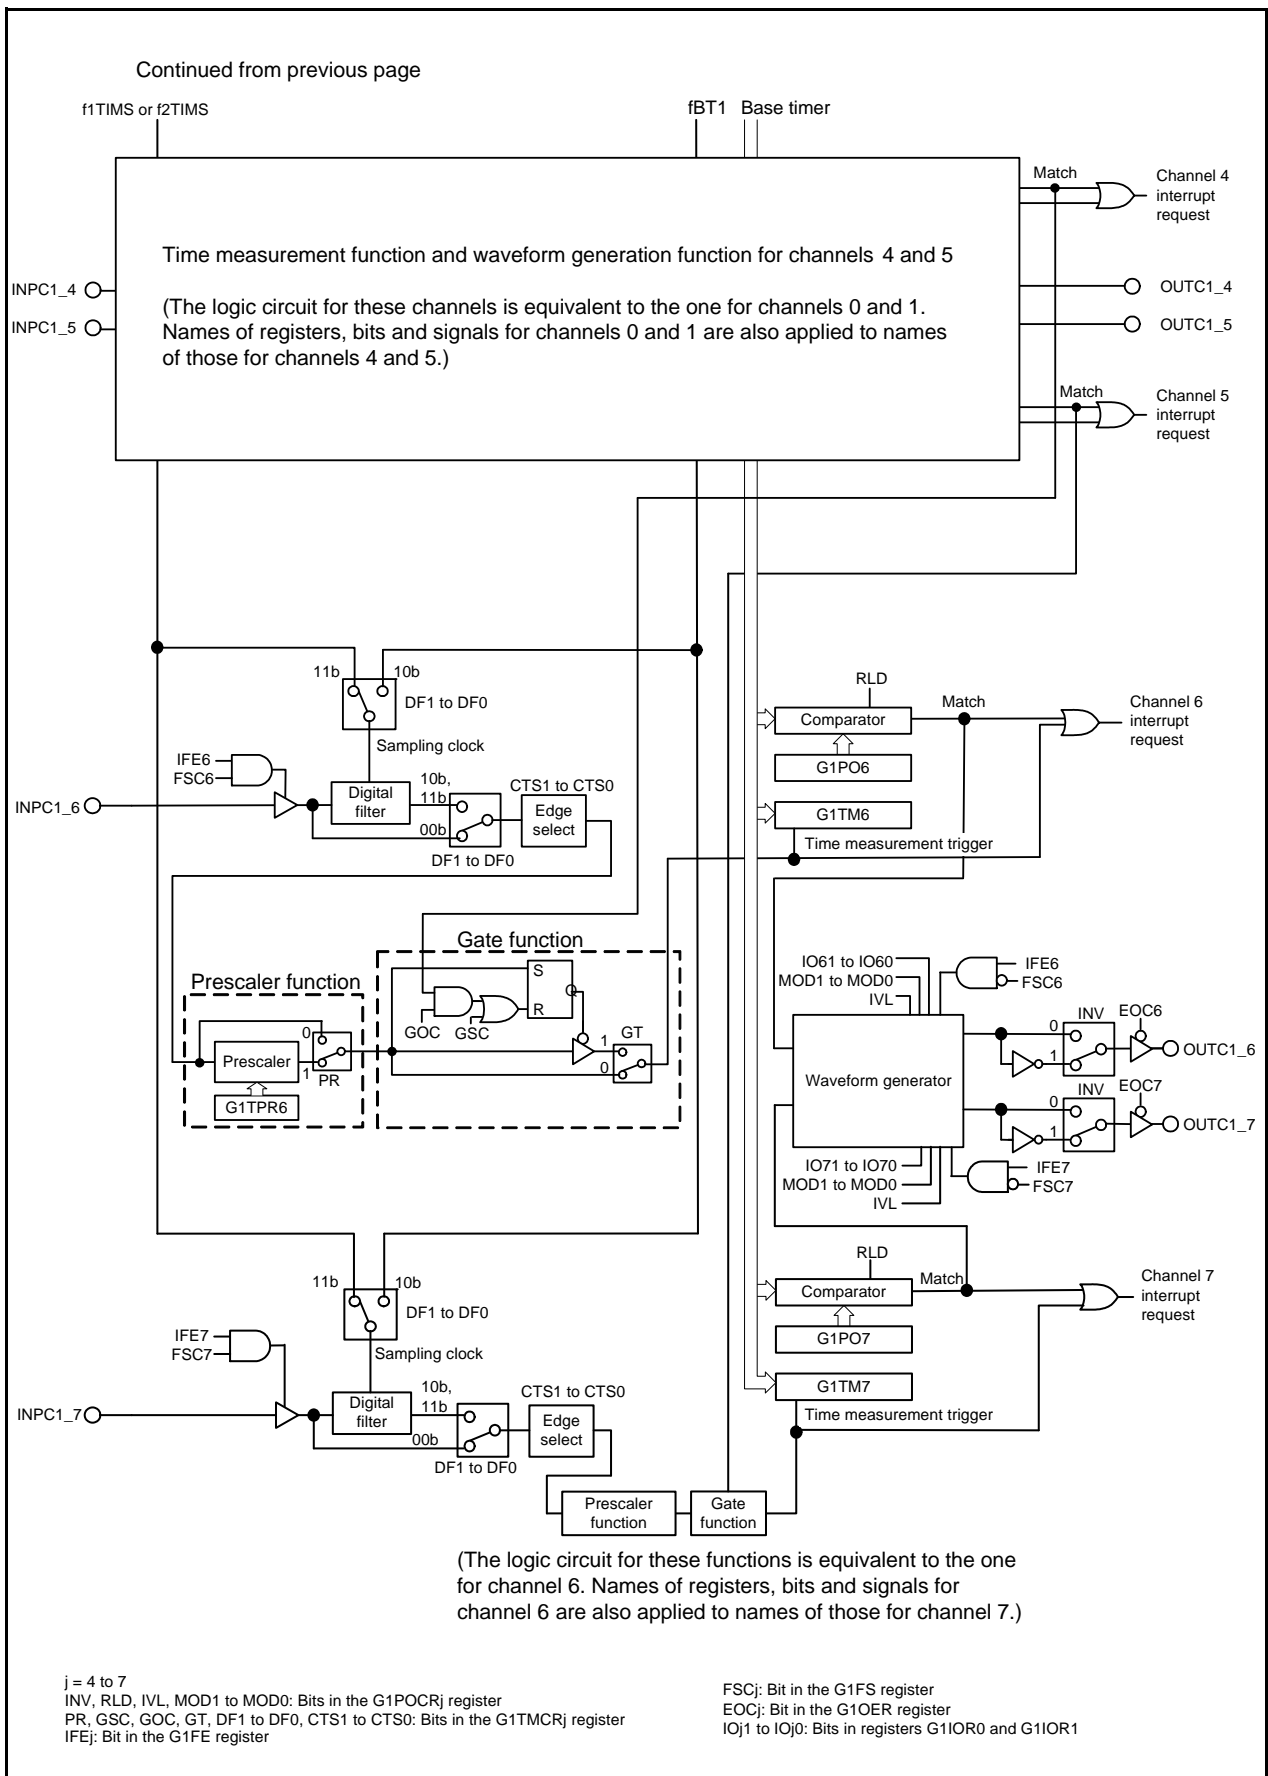 Continued from previous page
f1TIMS or f2TIMS
fBT1 Base timer
Match
Channel 4
interrupt
request
Time measurement function and waveform generation function for channels 4 and 5
INPC1_4
OUTC1_4
(The logic circuit for these channels is equivalent to the one for channels 0 and 1.
INPC1_5
OUTC1_5
Names of registers, bits and signals for channels 0 and 1 are also applied to names
of those for channels 4 and 5.)
Match
Channel 5
interrupt
request
11b
10b
DF1 to DF0
Sampling clock
IFE6
FSC6
INPC1_6
Digital
filter
10b,
11b
00b
DF1 to DF0
CTS1 to CTS0
Edge
select
RLD
Comparator
Match
Channel 6
interrupt
request
G1PO6
G1TM6
Time measurement trigger
Prescaler function
0
Prescaler
1
PR
G1TPR6
Gate function
S
Q
R
GOC
GSC
1
GT
0
IO61 to IO60
MOD1 to MOD0
IVL
IFE6
FSC6
Waveform generator
0
INV
1
EOC6
OUTC1_6
0
INV
1
EOC7
OUTC1_7
IO71 to IO70
MOD1 to MOD0
IVL
IFE7
FSC7
11b
10b
DF1 to DF0
Sampling clock
IFE7
FSC7
INPC1_7
Digital
filter
10b,
11b
00b
DF1 to DF0
CTS1 to CTS0
Edge
select
RLD
Comparator
Match
Channel 7
interrupt
request
G1PO7
G1TM7
Time measurement trigger
Prescaler
function
Gate
function
(The logic circuit for these functions is equivalent to the one
for channel 6. Names of registers, bits and signals for
channel 6 are also applied to names of those for channel 7.)
j = 4 to 7
INV, RLD, IVL, MOD1 to MOD0: Bits in the G1POCRj register
PR, GSC, GOC, GT, DF1 to DF0, CTS1 to CTS0: Bits in the G1TMCRj register
IFEj: Bit in the G1FE register
FSCj: Bit in the G1FS register
EOCj: Bit in the G1OER register
IOj1 to IOj0: Bits in registers G1IOR0 and G1IOR1